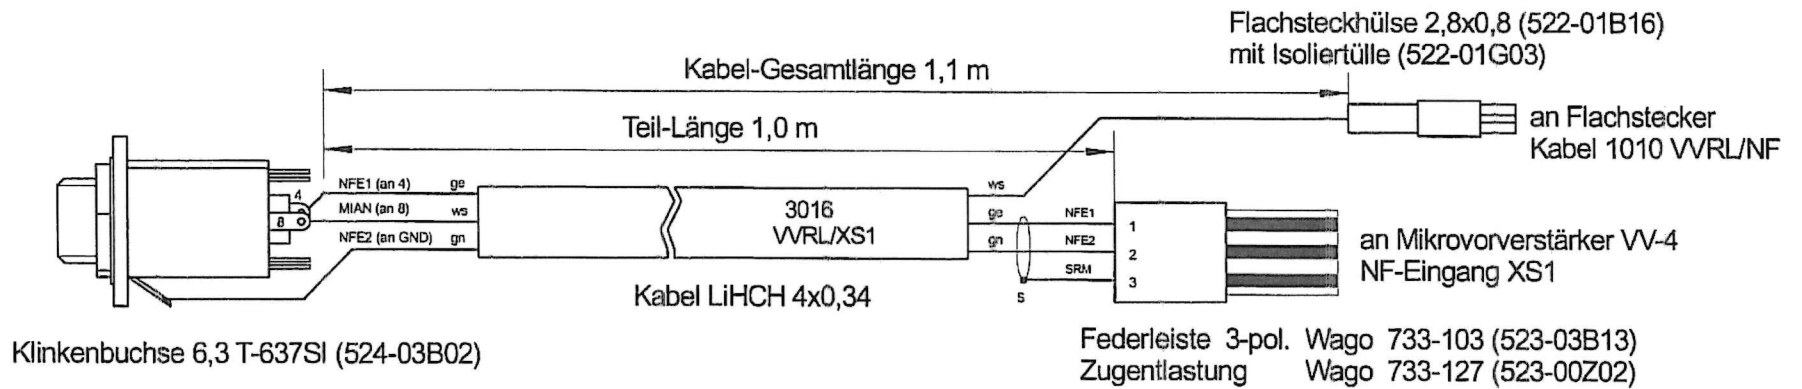 Flachsteckhülse 2,8x0,8 (522-01B16)
mit Isoliertülle (522-01G03)
Kabel-Gesamtlänge 1,1 m
Teil-Länge 1,0 m
an Flachstecker
Kabel 1010 VVRL/NF
4
8
NFE1 (an 4) ge
MIAN (an 8) ws
NFE2 (an GND) gn
3016
VVRL/XS1
ws
ge NFE1 1
gn NFE2 2
SRM 3
s
an Mikrovorverstärker VV-4
NF-Eingang XS1
Kabel LiHCH 4x0,34
Klinkenbuchse 6,3 T-637SI (524-03B02)
Federleiste 3-pol. Wago 733-103 (523-03B13)
Zugentlastung Wago 733-127 (523-00Z02)